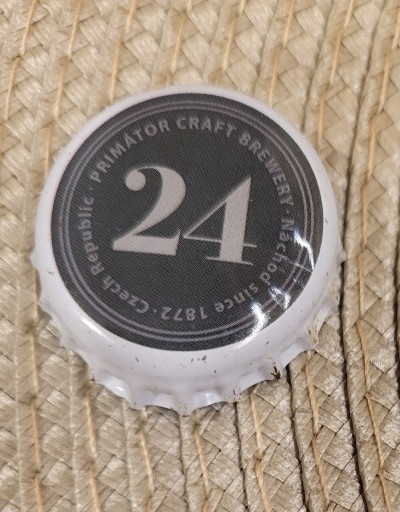 PRIMÁTOR CRAFT BREWERY · Náchod since 1872 · Czech Republic ·
24